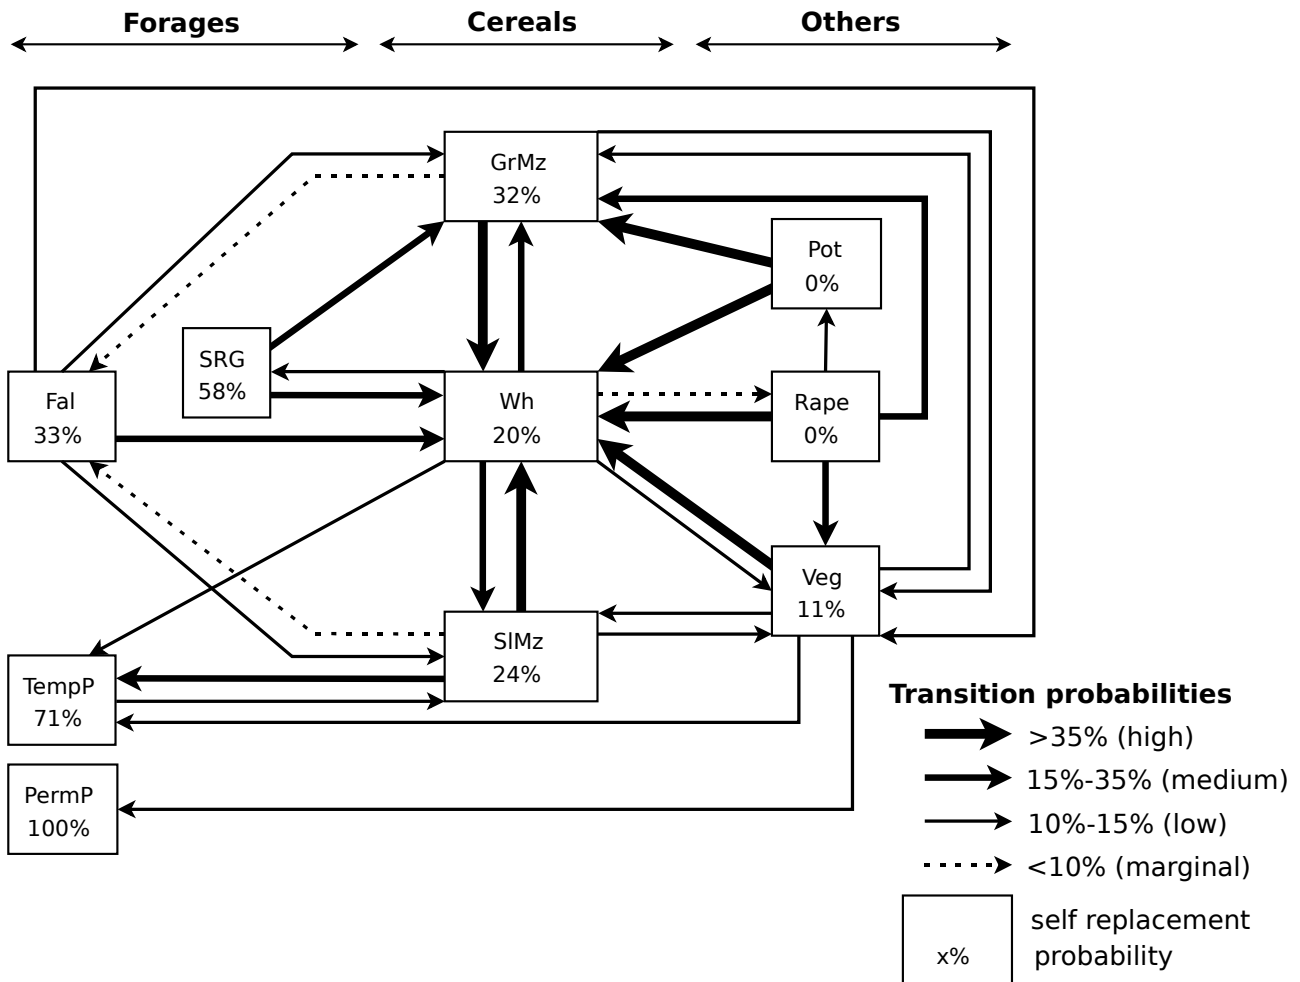 Forages
Cereals
Others
GrMz
32%
Pot
0%
SRG
58%
Fal
33%
Wh
20%
Rape
0%
Veg
11%
SlMz
24%
TempP
71%
PermP
100%
Transition probabilities
>35% (high)
15%-35% (medium)
10%-15% (low)
<10% (marginal)
x%
self replacement
probability